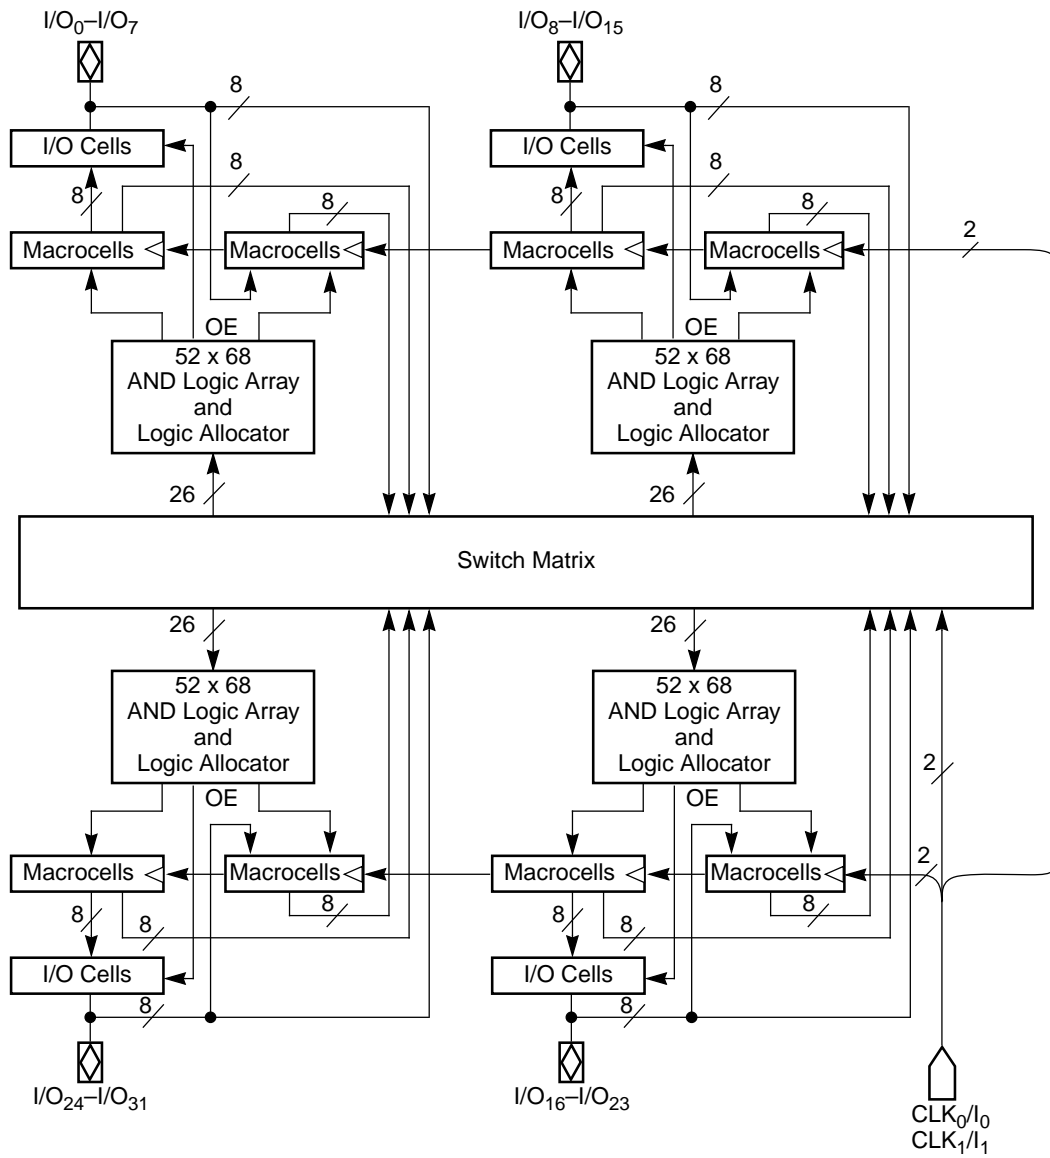 I/O0–I/O7
I/O8–I/O15
8
8
I/O Cells
I/O Cells
8
8
8
8
8
8
Macrocells
Macrocells
Macrocells
Macrocells
2
OE
OE
52 x 68
AND Logic Array
and
Logic Allocator
52 x 68
AND Logic Array
and
Logic Allocator
26
26
Switch Matrix
26
26
52 x 68
AND Logic Array
and
Logic Allocator
52 x 68
AND Logic Array
and
Logic Allocator
2
OE
OE
2
Macrocells
Macrocells
Macrocells
Macrocells
8
8
8
8
8
8
I/O Cells
I/O Cells
8
8
I/O24–I/O31
I/O16–I/O23
CLK0/I0
CLK1/I1